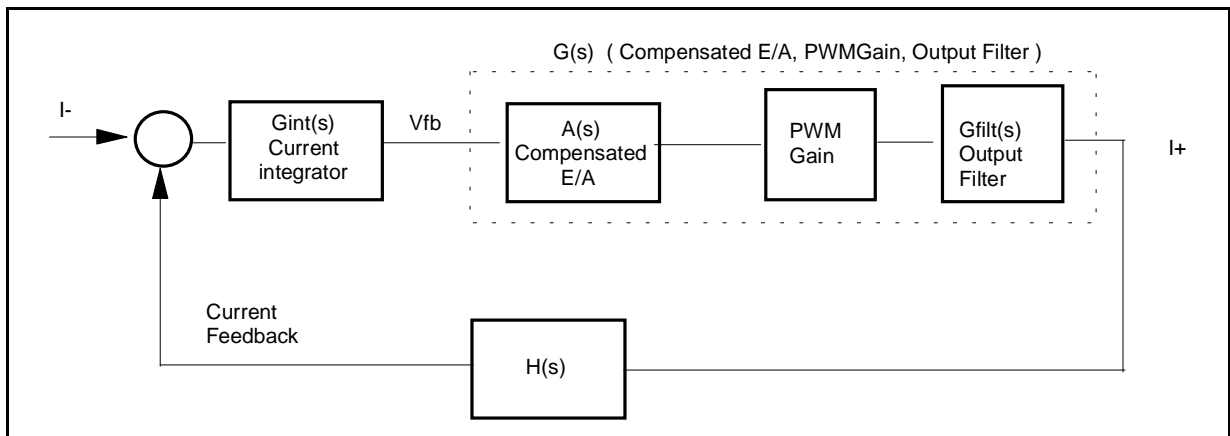 G(s) ( Compensated E/A, PWMGain, Output Filter )
I-
Gint(s)
Current
integrator
Vfb
A(s)
Compensated
E/A
PWM
Gain
Gfilt(s)
Output
Filter
I+
Current
Feedback
H(s)